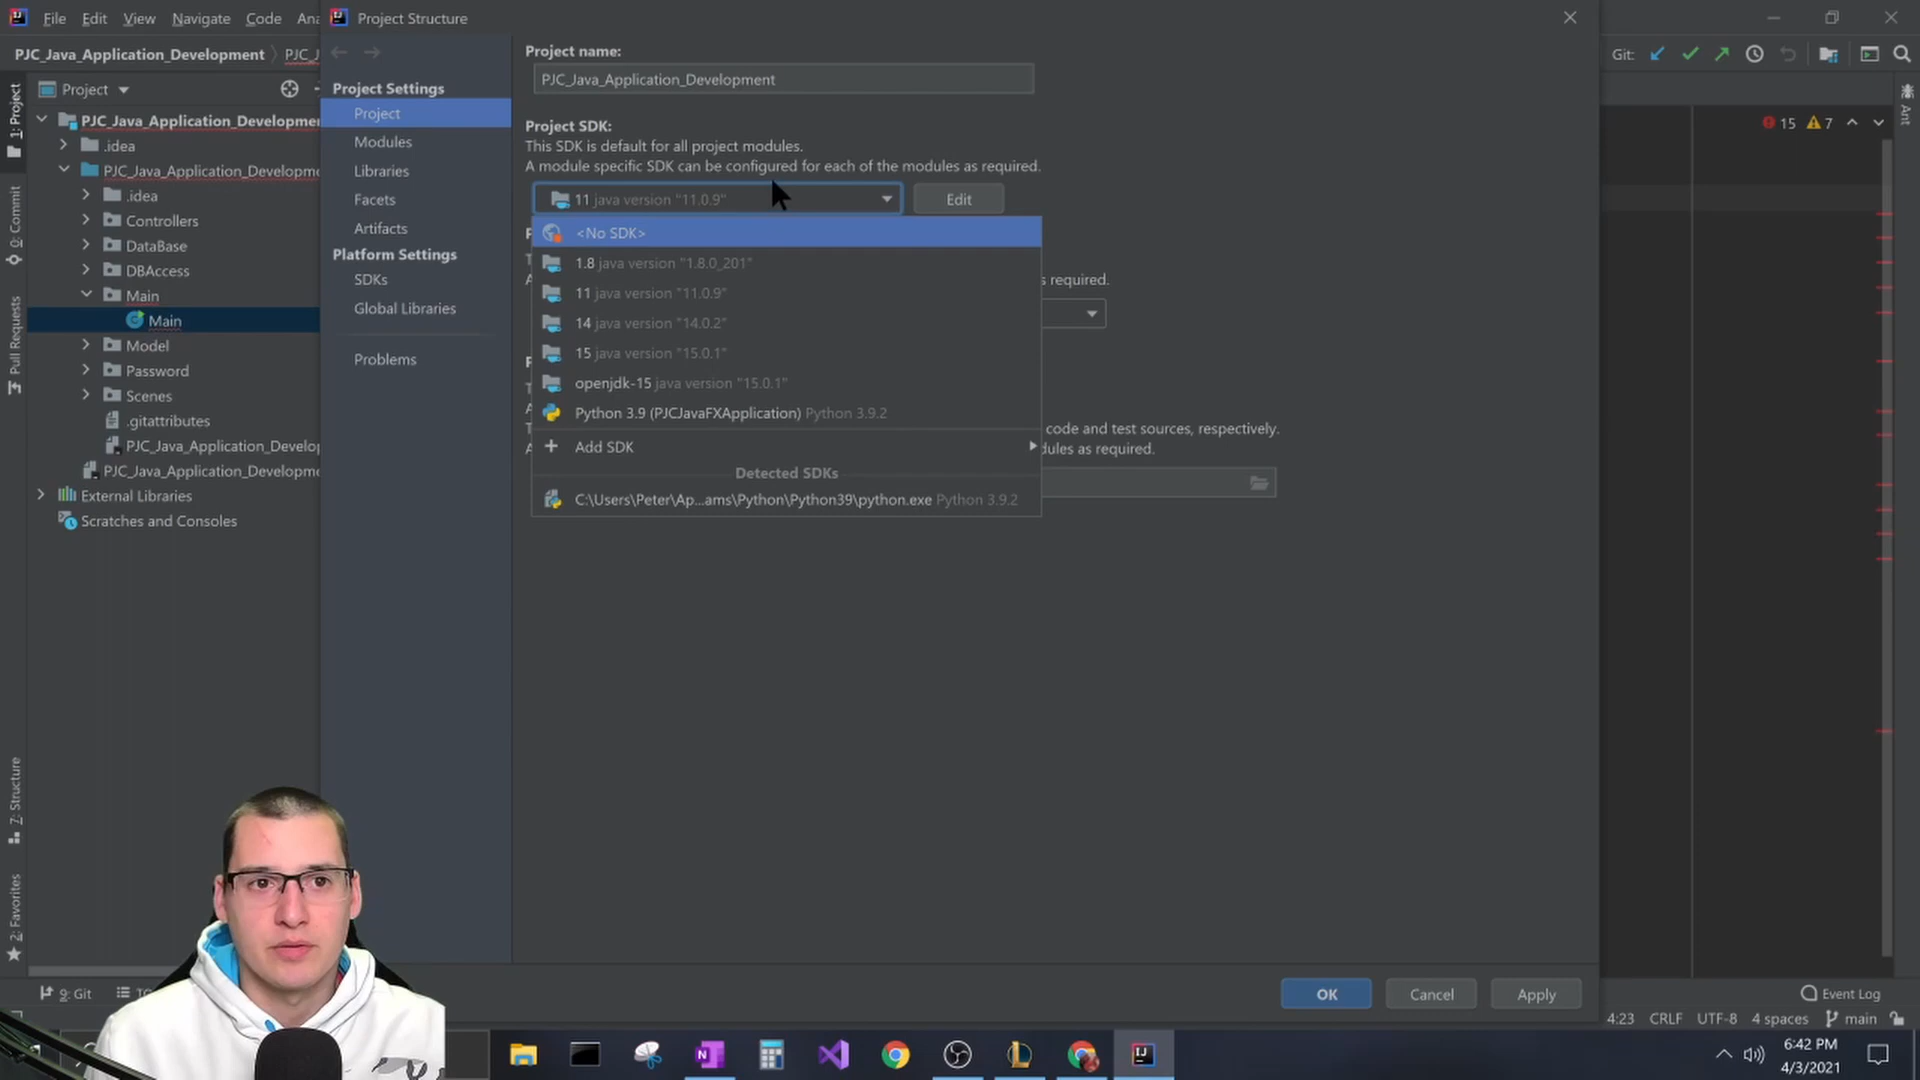 File Edit View Navigate Code Ana
Project Structure
PJC_Java_Application_Development PJC_J
Git:
1: Project
0: Commit
Pull Requests
Z: Structure
2: Favorites
Project
PJC_Java_Application_Developmen
.idea
PJC_Java_Application_Developme
.idea
Controllers
DataBase
DBAccess
Main
Main
Model
Password
Scenes
.gitattributes
PJC_Java_Application_Develop
PJC_Java_Application_Developme
External Libraries
Scratches and Consoles
Project Settings
Project
Modules
Libraries
Facets
Artifacts
Platform Settings
SDKs
Global Libraries
Problems
Project name:
PJC_Java_Application_Development
Project SDK:
This SDK is default for all project modules.
A module specific SDK can be configured for each of the modules as required.
11 java version "11.0.9" Edit
<No SDK>
1.8 java version "1.8.0_201"
11 java version "11.0.9"
14 java version "14.0.2"
15 java version "15.0.1"
openjdk-15 java version "15.0.1"
Python 3.9 (PJCJavaFXApplication) Python 3.9.2
Add SDK
Detected SDKs
C:\Users\Peter\Ap...ams\Python\Python39\python.exe Python 3.9.2
s required.
code and test sources, respectively.
dules as required.
OK Cancel Apply
15 7
Ant
9: Git
TO
Event Log
4:23 CRLF UTF-8 4 spaces main
6:42 PM
4/3/2021